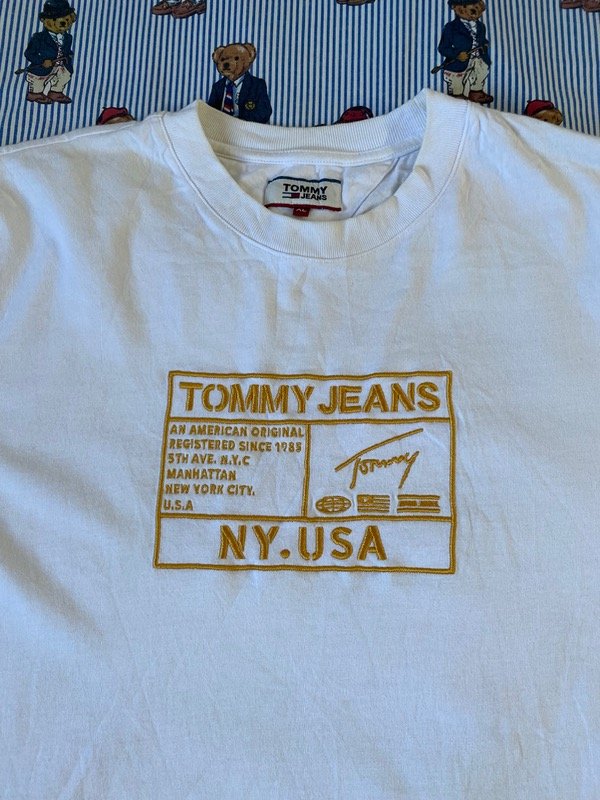 TOMMY
JEANS
XL
TOMMY JEANS
AN AMERICAN ORIGINAL
REGISTERED SINCE 1985
5TH AVE. N.Y.C
MANHATTAN
NEW YORK CITY.
U.S.A
Tommy
NY.USA